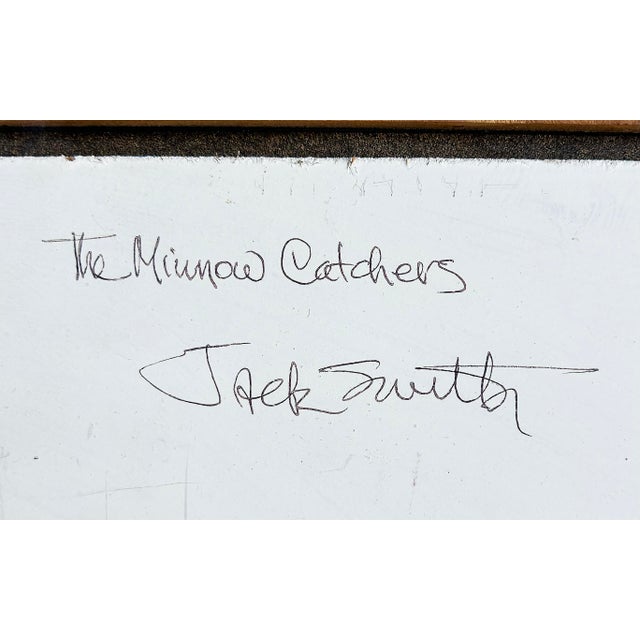 The Minnow Catchers
Jack Smith